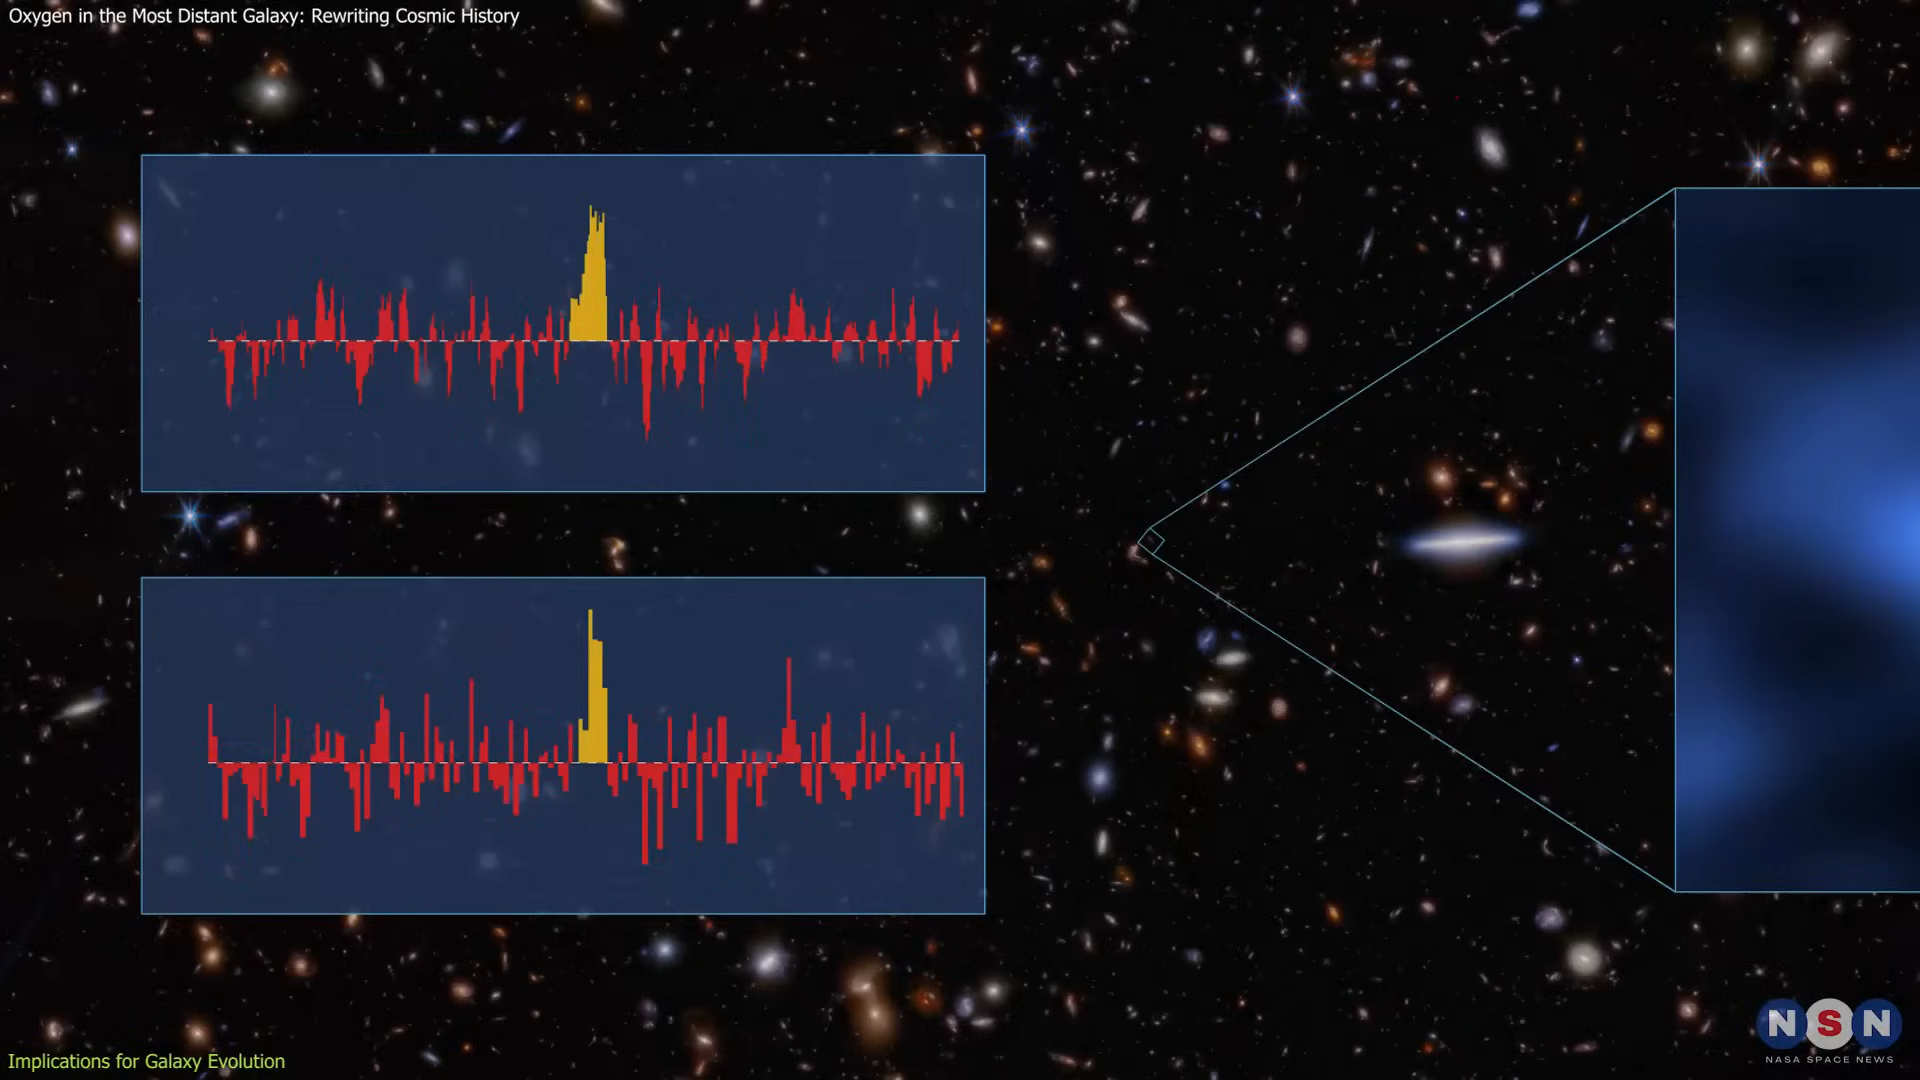 Oxygen in the Most Distant Galaxy: Rewriting Cosmic History
Implications for Galaxy Evolution
NSN
NASA SPACE NEWS